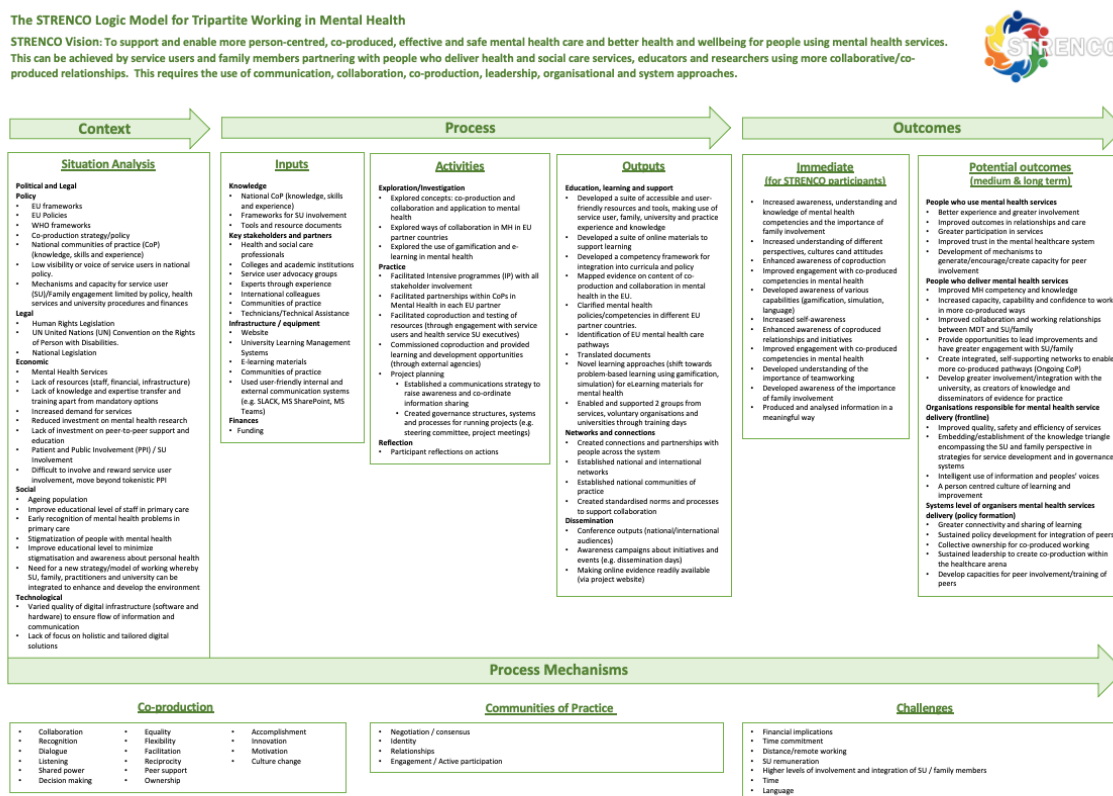 The STRENCO Logic Model for Tripartite Working in Mental Health
STRENCO Vision: To support and enable more person-centred, co-produced, effective and safe mental health care and better health and wellbeing for people using mental health services.
This can be achieved by service users and family members partnering with people who deliver health and social care services, educators and researchers using more collaborative/co-
produced relationships. This requires the use of communication, collaboration, co-production, leadership, organisational and system approaches.
STRENCO
Context
Process
Outcomes
Situation Analysis
Political and Legal
Policy
• EU frameworks
• EU Policies
• WHO frameworks
• Co-production strategy/policy
• National communities of practice (CoP)
(knowledge, skills and experience)
• Low visibility or voice of service users in national
policy.
• Mechanisms and capacity for service user
(SU)/Family engagement limited by policy, health
services and university procedures and finances
Legal
• Human Rights Legislation
• UN United Nations (UN) Convention on the Rights
of Person with Disabilities.
• National Legislation
Economic
• Mental Health Services
• Lack of resources (staff, financial, infrastructure)
• Lack of knowledge and expertise transfer and
training apart from mandatory options
• Increased demand for services
• Reduced investment on mental health research
• Lack of investment on peer-to-peer support and
education
• Patient and Public Involvement (PPI) / SU
Involvement
• Difficult to involve and reward service user
involvement, move beyond tokenistic PPI
Social
• Ageing population
• Improve educational level of staff in primary care
• Early recognition of mental health problems in
primary care
• Stigmatization of people with mental health
• Improve educational level to minimize
stigmatisation and awareness about personal health
• Need for a new strategy/model of working whereby
SU, family, practitioners and university can be
integrated to enhance and develop the environment
Technological
• Varied quality of digital infrastructure (software and
hardware) to ensure flow of information and
communication
• Lack of focus on holistic and tailored digital
solutions
Inputs
Knowledge
• National CoP (knowledge, skills
and experience)
• Frameworks for SU involvement
• Tools and resource documents
Key stakeholders and partners
• Health and social care
professionals
• Colleges and academic institutions
• Service user advocacy groups
• Experts through experience
• International colleagues
• Communities of practice
• Technicians/Technical Assistance
Infrastructure / equipment
• Website
• University Learning Management
Systems
• E-learning materials
• Communities of practice
• Used user-friendly internal and
external communication systems
(e.g. SLACK, MS SharePoint, MS
Teams)
Finances
• Funding
Activities
Exploration/Investigation
• Explored concepts: co-production and
collaboration and application to mental
health
• Explored ways of collaboration in MH in EU
partner countries
• Explored the use of gamification and e-
learning in mental health
Practice
• Facilitated Intensive programmes (IP) with all
stakeholder involvement
• Facilitated partnerships within CoPs in
Mental Health in each EU partner
• Facilitated coproduction and testing of
resources (through engagement with service
users and health service SU executives)
• Commissioned coproduction and provided
learning and development opportunities
(through external agencies)
• Project planning
• Established a communications strategy to
raise awareness and co-ordinate
information sharing
• Created governance structures, systems
and processes for running projects (e.g.
steering committee, project meetings)
Reflection
• Participant reflections on actions
Outputs
Education, learning and support
• Developed a suite of accessible and user-
friendly resources and tools, making use of
service user, family, university and practice
experience and knowledge
• Developed a suite of online materials to
support learning
• Developed a competency framework for
integration into curricula and policy
• Mapped evidence on content of co-
production and collaboration in mental
health in the EU.
• Clarified mental health
policies/competencies in different EU
partner countries.
• Identification of EU mental health care
pathways
• Translated documents
• Novel learning approaches (shift towards
problem-based learning using gamification,
simulation) for eLearning materials for
mental health
• Enabled and supported 2 groups from
services, voluntary organisations and
universities through training days
Networks and connections
• Created connections and partnerships with
people across the system
• Established national and international
networks
• Established national communities of
practice
• Created standardised norms and processes
to support collaboration
Dissemination
• Conference outputs (national/international
audiences)
• Awareness campaigns about initiatives and
events (e.g. dissemination days)
• Making online evidence readily available
(via project website)
Immediate
(for STRENCO participants)
• Increased awareness, understanding and
knowledge of mental health
competencies and the importance of
family involvement
• Increased understanding of different
perspectives, cultures and attitudes
• Enhanced awareness of coproduction
• Improved engagement with co-produced
competencies in mental health
• Developed awareness of various
capabilities (gamification, simulation,
language)
• Increased self-awareness
• Enhanced awareness of coproduced
relationships and initiatives
• Improved engagement with co-produced
competencies in mental health
• Developed understanding of the
importance of teamworking
• Developed awareness of the importance
of family involvement
• Produced and analysed information in a
meaningful way
Potential outcomes
(medium & long term)
People who use mental health services
• Better experience and greater involvement
• Improved outcomes in relationships and care
• Greater participation in services
• Improved trust in the mental healthcare system
• Development of mechanisms to
generate/encourage/create capacity for peer
involvement
People who deliver mental health services
• Improved MH competency and knowledge
• Increased capacity, capability and confidence to work
in more co-produced ways
• Improved collaboration and working relationships
between MDT and SU/family
• Provide opportunities to lead improvements and
have greater engagement with SU/family
• Create integrated, self-supporting networks to enable
more co-produced pathways (Ongoing CoP)
• Develop greater involvement/integration with the
university, as creators of knowledge and
disseminators of evidence for practice
Organisations responsible for mental health service
delivery (frontline)
• Improved quality, safety and efficiency of services
• Embedding/establishment of the knowledge triangle
encompassing the SU and family perspective in
strategies for service development and in governance
systems
• Intelligent use of information and peoples' voices
• A person centred culture of learning and
improvement
Systems level of organisers mental health services
delivery (policy formation)
• Greater connectivity and sharing of learning
• Sustained policy development for integration of peers
• Collective ownership for co-produced working
• Sustained leadership to create co-production within
the healthcare arena
• Develop capacities for peer involvement/training of
peers
Process Mechanisms
Co-production
• Collaboration
• Recognition
• Dialogue
• Listening
• Shared power
• Decision making
• Equality
• Flexibility
• Facilitation
• Reciprocity
• Peer support
• Ownership
• Accomplishment
• Innovation
• Motivation
• Culture change
Communities of Practice
• Negotiation / consensus
• Identity
• Relationships
• Engagement / Active participation
Challenges
• Financial implications
• Time commitment
• Distance/remote working
• SU remuneration
• Higher levels of involvement and integration of SU / family members
• Time
• Language